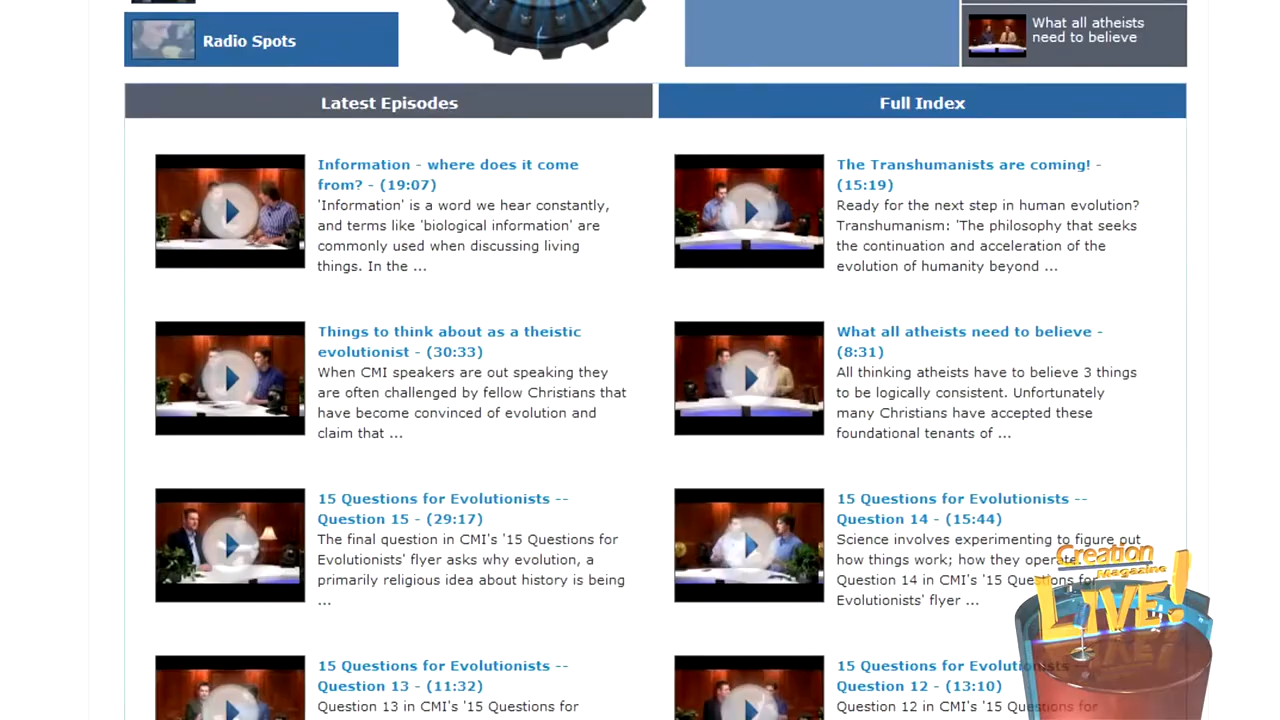 Radio Spots
What all atheists
need to believe
Latest Episodes
Full Index
Information - where does it come
from? - (19:07)
'Information' is a word we hear constantly,
and terms like 'biological information' are
commonly used when discussing living
things. In the ...
The Transhumanists are coming! -
(15:19)
Ready for the next step in human evolution?
Transhumanism: 'The philosophy that seeks
the continuation and acceleration of the
evolution of humanity beyond ...
Things to think about as a theistic
evolutionist - (30:33)
When CMI speakers are out speaking they
are often challenged by fellow Christians that
have become convinced of evolution and
claim that ...
What all atheists need to believe -
(8:31)
All thinking atheists have to believe 3 things
to be logically consistent. Unfortunately
many Christians have accepted these
foundational tenants of ...
15 Questions for Evolutionists --
Question 15 - (29:17)
The final question in CMI's '15 Questions for
Evolutionists' flyer asks why evolution, a
primarily religious idea about history is being
...
15 Questions for Evolutionists --
Question 14 - (15:44)
Science involves experimenting to figure out
how things work; how they operate.
Question 14 in CMI's '15 Questions for
Evolutionists' flyer ...
15 Questions for Evolutionists --
Question 13 - (11:32)
Question 13 in CMI's '15 Questions for
15 Questions for Evolutionists
Question 12 - (13:10)
Question 12 in CMI's '15 Questions for
Creation
Magazine
LIVE!